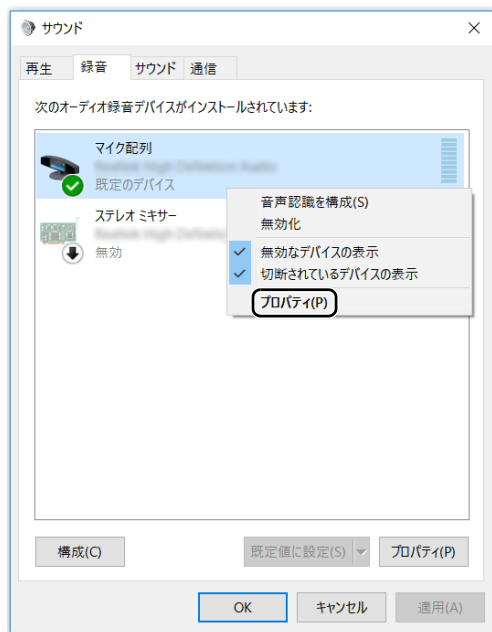 サウンド
再生 録音 サウンド 通信
次のオーディオ録音デバイスがインストールされています:
マイク配列
Realtek High Definition Audio
既定のデバイス
ステレオ ミキサー
無効
音声認識を構成(S)
無効化
無効なデバイスの表示
切断されているデバイスの表示
プロパティ(P)
構成(C) 既定値に設定(S) プロパティ(P)
OK キャンセル 適用(A)